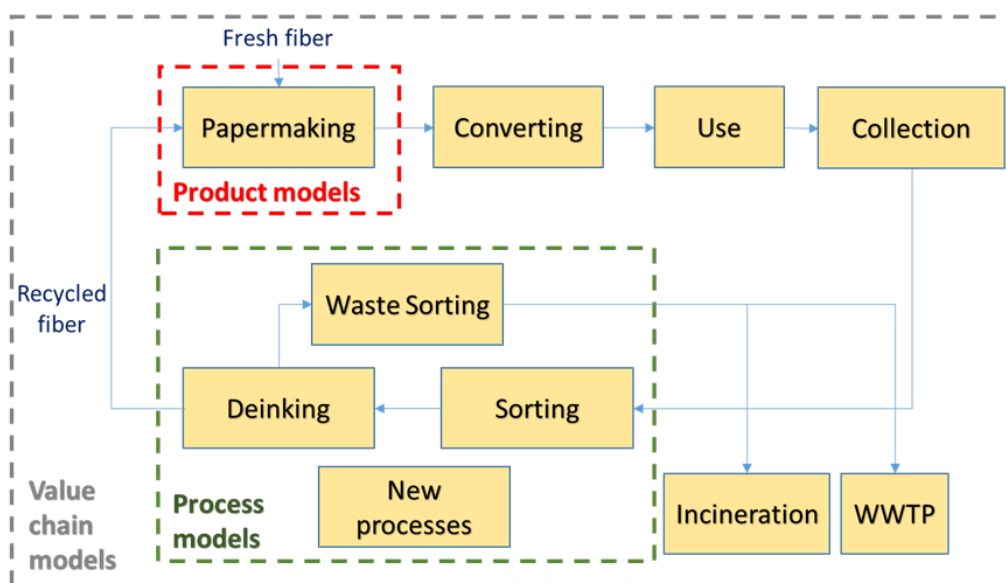 Fresh fiber
Papermaking
Converting
Use
Collection
Product models
Recycled
fiber
Waste Sorting
Deinking
Sorting
New
processes
Process
models
Incineration
WWTP
Value
chain
models